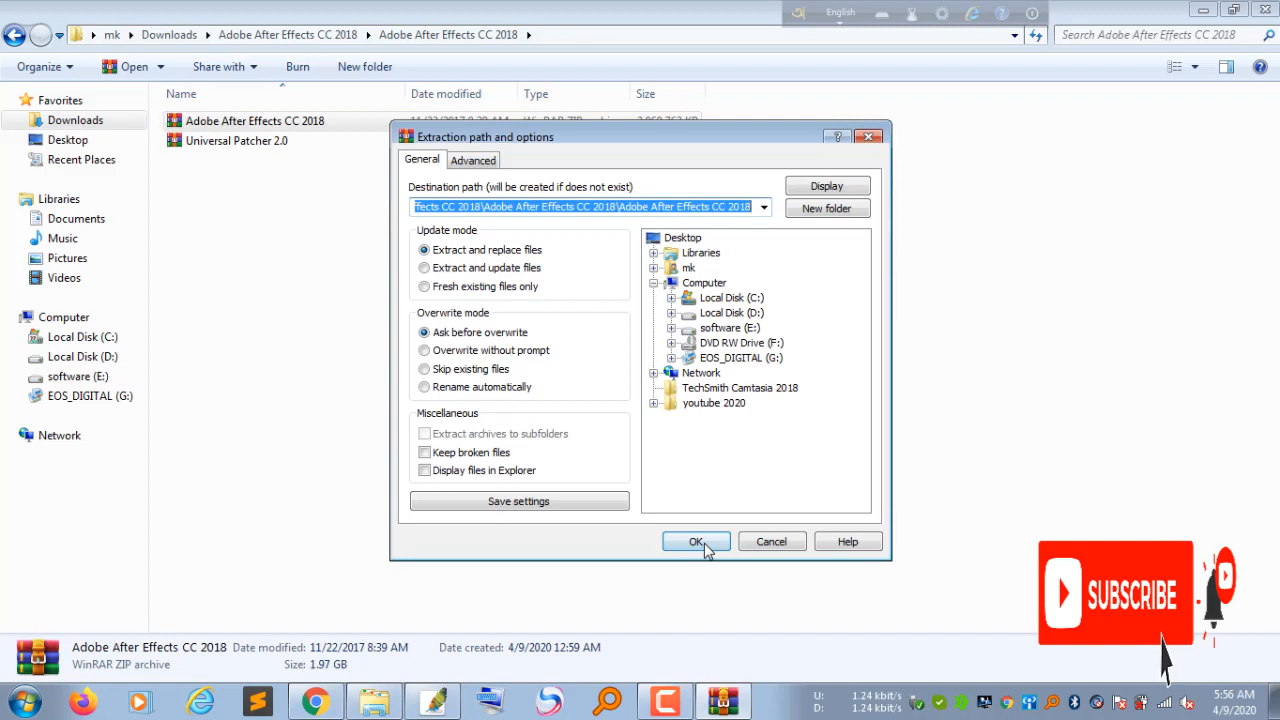 English
mk
Downloads
Adobe After Effects CC 2018
Adobe After Effects CC 2018
Search Adobe After Effects CC 2018
Organize
Open
Share with
Burn
New folder
Name
Date modified
Type
Size
Favorites
Downloads
Desktop
Recent Places
Libraries
Documents
Music
Pictures
Videos
Computer
Local Disk (C:)
Local Disk (D:)
software (E:)
EOS_DIGITAL (G:)
Network
Adobe After Effects CC 2018
Universal Patcher 2.0
Extraction path and options
General
Advanced
Destination path (will be created if does not exist)
Display
ffects CC 2018\Adobe After Effects CC 2018\Adobe After Effects CC 2018
New folder
Update mode
Extract and replace files
Extract and update files
Fresh existing files only
Overwrite mode
Ask before overwrite
Overwrite without prompt
Skip existing files
Rename automatically
Miscellaneous
Extract archives to subfolders
Keep broken files
Display files in Explorer
Save settings
Desktop
Libraries
mk
Computer
Local Disk (C:)
Local Disk (D:)
software (E:)
DVD RW Drive (F:)
EOS_DIGITAL (G:)
Network
TechSmith Camtasia 2018
youtube 2020
OK
Cancel
Help
SUBSCRIBE
Adobe After Effects CC 2018 Date modified: 11/22/2017 8:39 AM Date created: 4/9/2020 12:59 AM
WinRAR ZIP archive Size: 1.97 GB
U: 1.24 kbit/s
D: 1.24 kbit/s
5:56 AM
4/9/2020